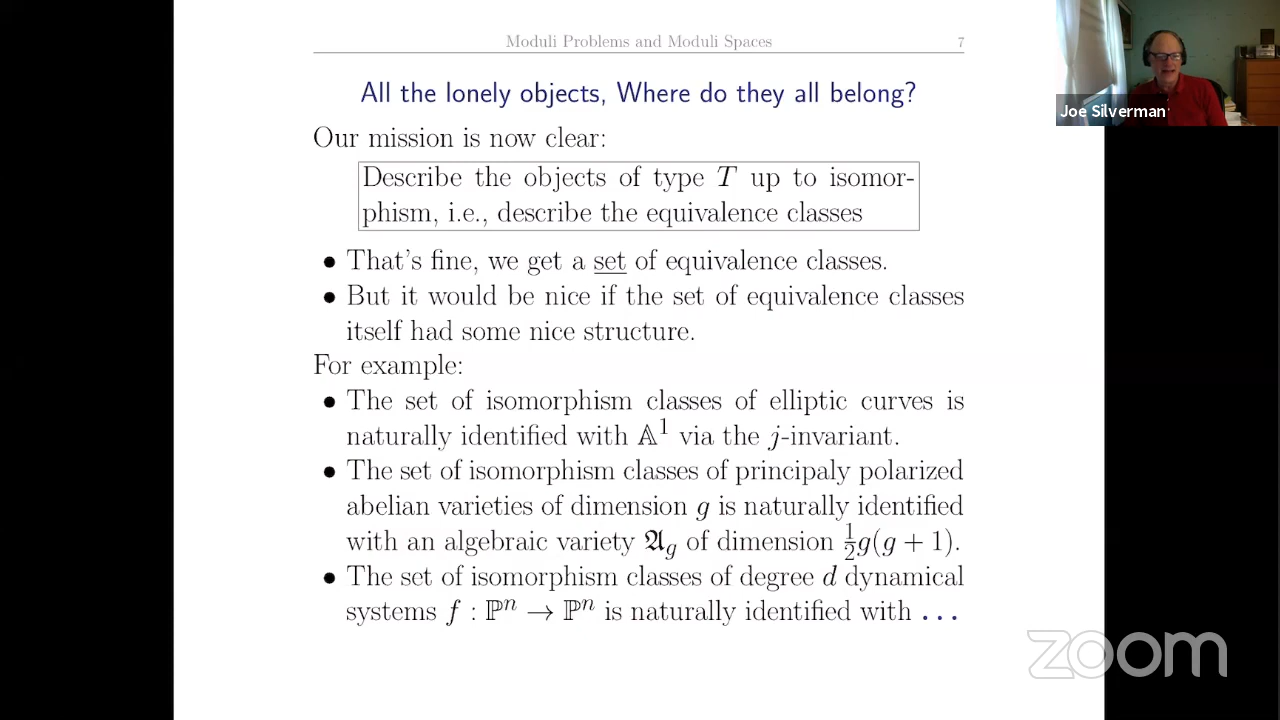 Moduli Problems and Moduli Spaces 7
All the lonely objects, Where do they all belong?
Our mission is now clear:
Describe the objects of type T up to isomor-
phism, i.e., describe the equivalence classes
• That's fine, we get a set of equivalence classes.
• But it would be nice if the set of equivalence classes
itself had some nice structure.
For example:
• The set of isomorphism classes of elliptic curves is
naturally identified with 𝔸¹ via the j-invariant.
• The set of isomorphism classes of principaly polarized
abelian varieties of dimension g is naturally identified
with an algebraic variety 𝔄_g of dimension ½g(g + 1).
• The set of isomorphism classes of degree d dynamical
systems f : ℙⁿ → ℙⁿ is naturally identified with ...
Joe Silverman
zoom